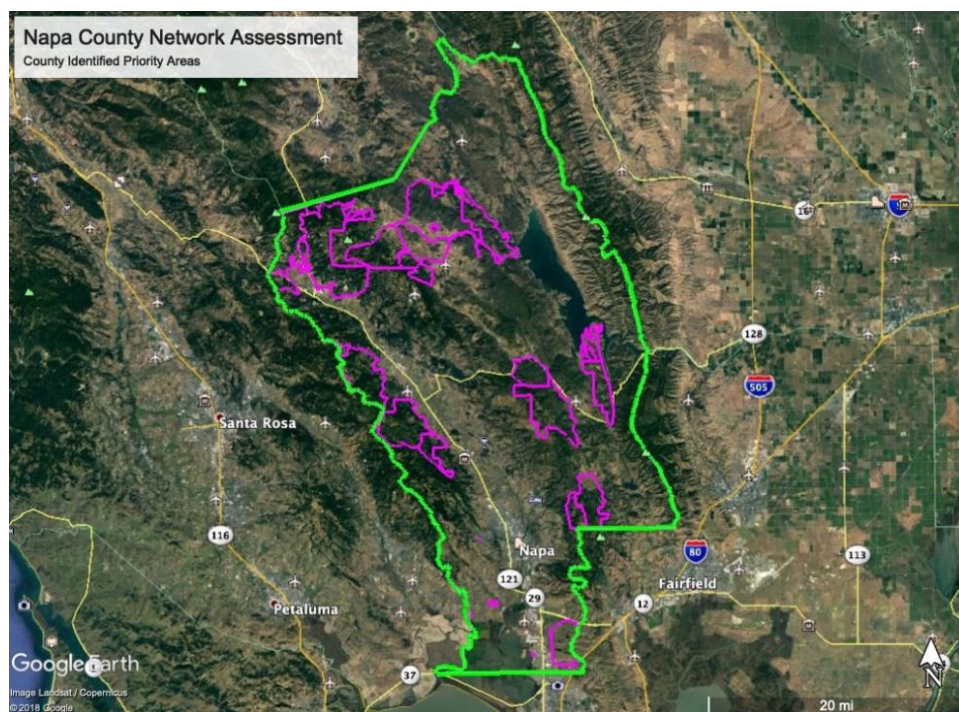 Napa County Network Assessment
County Identified Priority Areas
16
128
505
Santa Rosa
116
Napa
80
113
121
Fairfield
29
12
Petaluma
Google Earth
37
N
Image Landsat / Copernicus
© 2018 Google
20 mi